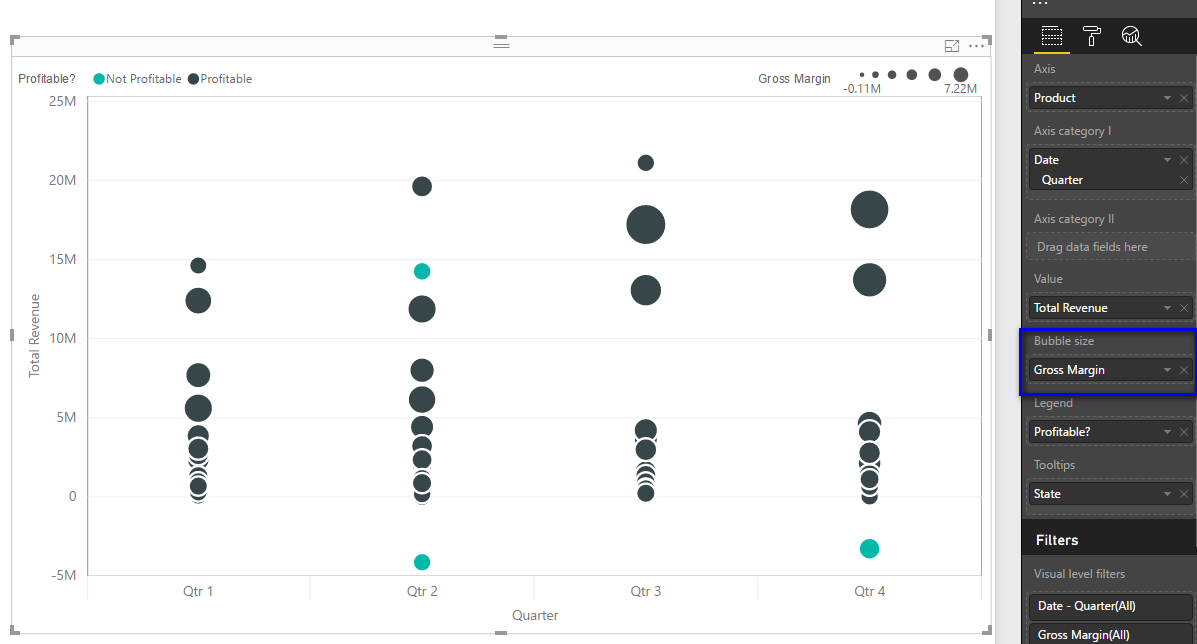 Profitable? Not Profitable Profitable
Gross Margin
-0.11M 7.22M
25M
20M
15M
10M
5M
0
-5M
Total Revenue
Qtr 1 Qtr 2 Qtr 3 Qtr 4
Quarter
Axis
Product
Axis category I
Date
Quarter
Axis category II
Drag data fields here
Value
Total Revenue
Bubble size
Gross Margin
Legend
Profitable?
Tooltips
State
Filters
Visual level filters
Date - Quarter(All)
Gross Margin(All)